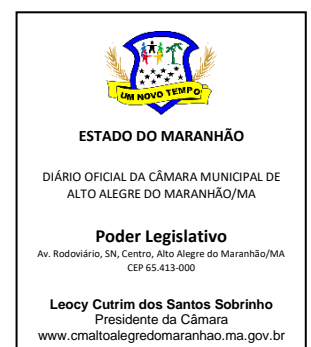 UM NOVO TEMPO
ESTADO DO MARANHÃO
DIÁRIO OFICIAL DA CÂMARA MUNICIPAL DE
ALTO ALEGRE DO MARANHÃO/MA
Poder Legislativo
Av. Rodoviário, SN, Centro, Alto Alegre do Maranhão/MA
CEP 65.413-000
Leocy Cutrim dos Santos Sobrinho
Presidente da Câmara
www.cmaltoalegredomaranhao.ma.gov.br